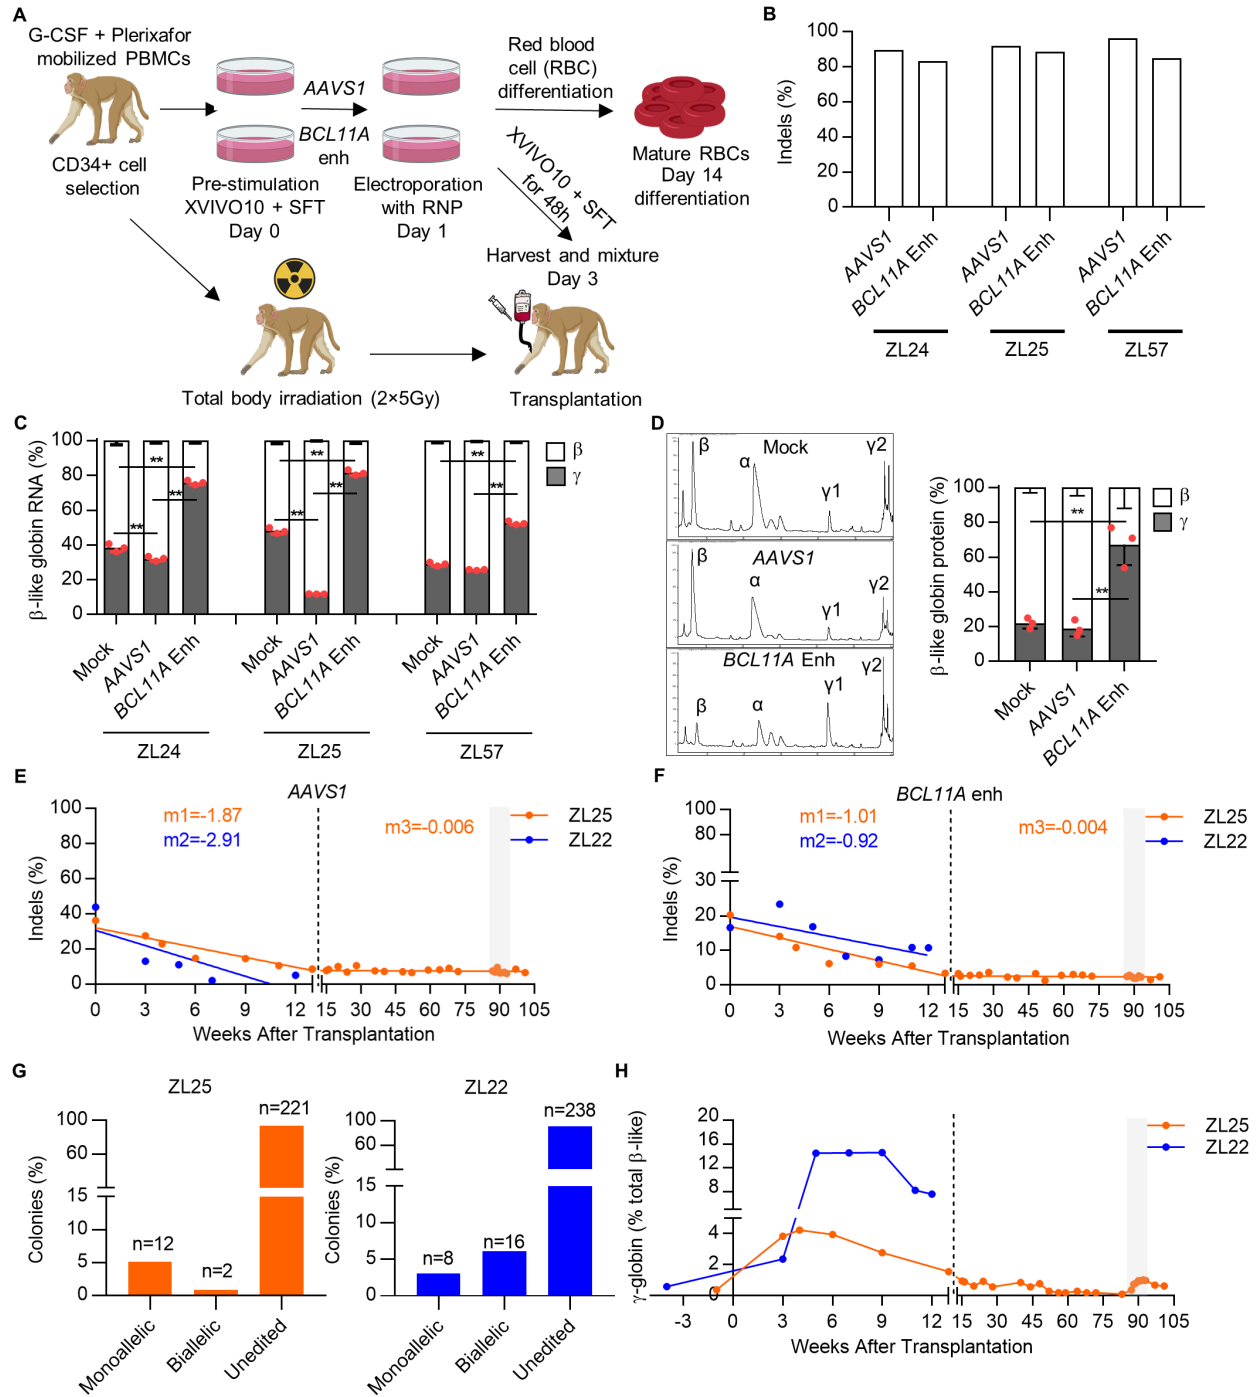 A
G-CSF + Plerixafor
mobilized PBMCs
CD34+ cell
selection
AAVS1
BCL11A
enh
Pre-stimulation
XVIVO10 + SFT
Day 0
Electroporation
with RNP
Day 1
Red blood
cell (RBC)
differentiation
XVIVO10 + SFT
for 48h
Mature RBCs
Day 14
differentiation
Harvest and mixture
Day 3
Total body irradiation (2×5Gy)
Transplantation
B
Indels (%)
100
80
60
40
20
0
AAVS1
BCL11A Enh
AAVS1
BCL11A Enh
AAVS1
BCL11A Enh
ZL24
ZL25
ZL57
C
β-like globin RNA (%)
100
80
60
40
20
0
** ** **
** ** **
** **
β
γ
Mock
AAVS1
BCL11A Enh
Mock
AAVS1
BCL11A Enh
Mock
AAVS1
BCL11A Enh
ZL24
ZL25
ZL57
D
β
α
Mock
γ1
γ2
β
α
AAVS1
γ1
γ2
BCL11A Enh
β
α
γ1
γ2
β-like globin protein (%)
100
80
60
40
20
0
**
**
β
γ
Mock
AAVS1
BCL11A Enh
E
AAVS1
Indels (%)
100
80
60
40
20
0
m1=-1.87
m2=-2.91
m3=-0.006
ZL25
ZL22
0 3 6 9 12 15 30 45 60 75 90 105
Weeks After Transplantation
F
BCL11A enh
Indels (%)
100
80
30
20
10
0
m1=-1.01
m2=-0.92
m3=-0.004
ZL25
ZL22
0 3 6 9 12 15 30 45 60 75 90 105
Weeks After Transplantation
G
ZL25
Colonies (%)
100
60
15
10
5
0
n=12
n=2
n=221
Monoallelic
Biallelic
Unedited
ZL22
Colonies (%)
100
60
15
10
5
0
n=8
n=16
n=238
Monoallelic
Biallelic
Unedited
H
γ-globin (% total β-like)
20
16
12
8
4
2
0
ZL25
ZL22
-3 0 3 6 9 12 15 30 45 60 75 90 105
Weeks After Transplantation